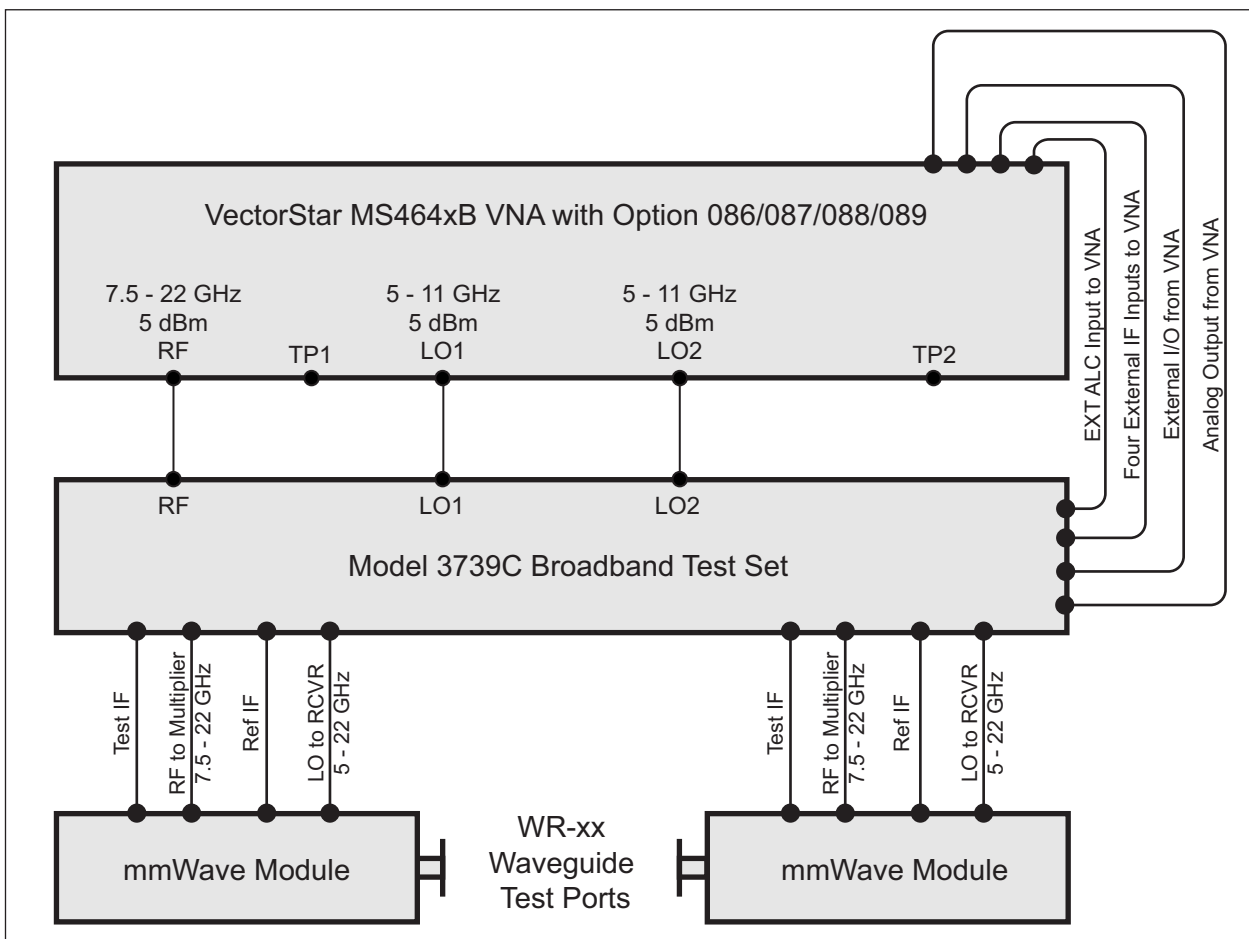 VectorStar MS464xB VNA with Option 086/087/088/089
7.5 - 22 GHz
5 dBm
RF
TP1
5 - 11 GHz
5 dBm
LO1
5 - 11 GHz
5 dBm
LO2
TP2
EXT ALC Input to VNA
Four External IF Inputs to VNA
External I/O from VNA
Analog Output from VNA
RF
LO1
LO2
Model 3739C Broadband Test Set
Test IF
RF to Multiplier
7.5 - 22 GHz
Ref IF
LO to RCVR
5 - 22 GHz
Test IF
RF to Multiplier
7.5 - 22 GHz
Ref IF
LO to RCVR
5 - 22 GHz
mmWave Module
WR-xx
Waveguide
Test Ports
mmWave Module